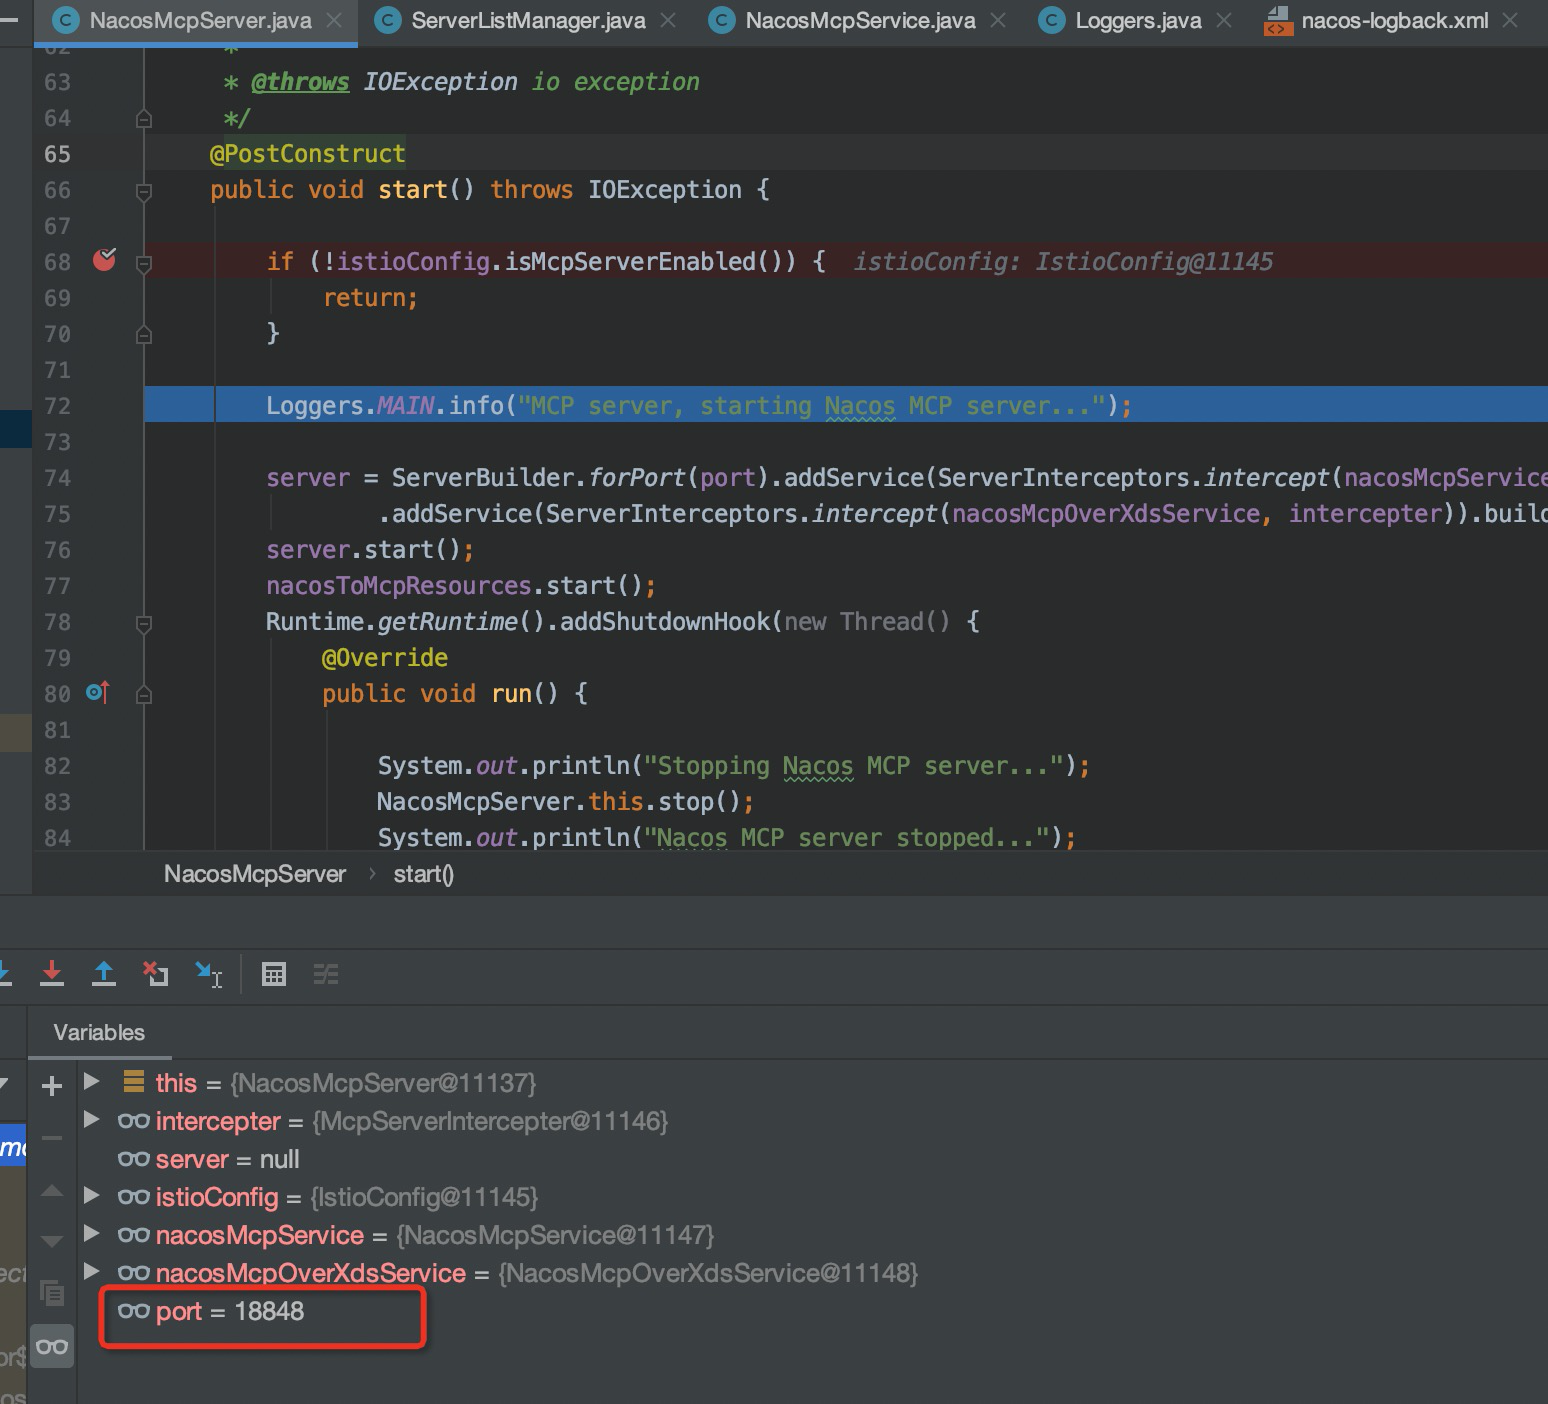 NacosMcpServer.java ServerListManager.java NacosMcpService.java Loggers.java nacos-logback.xml
62 *
63 * @throws IOException io exception
64 */
65 @PostConstruct
66 public void start() throws IOException {
67
68 if (!istioConfig.isMcpServerEnabled()) { istioConfig: IstioConfig@11145
69 return;
70 }
71
72 Loggers.MAIN.info("MCP server, starting Nacos MCP server...");
73
74 server = ServerBuilder.forPort(port).addService(ServerInterceptors.intercept(nacosMcpService
75 .addService(ServerInterceptors.intercept(nacosMcpOverXdsService, intercepter)).build
76 server.start();
77 nacosToMcpResources.start();
78 Runtime.getRuntime().addShutdownHook(new Thread() {
79 @Override
80 public void run() {
81
82 System.out.println("Stopping Nacos MCP server...");
83 NacosMcpServer.this.stop();
84 System.out.println("Nacos MCP server stopped...");
NacosMcpServer › start()
Variables
this = {NacosMcpServer@11137}
intercepter = {McpServerIntercepter@11146}
server = null
istioConfig = {IstioConfig@11145}
nacosMcpService = {NacosMcpService@11147}
nacosMcpOverXdsService = {NacosMcpOverXdsService@11148}
port = 18848